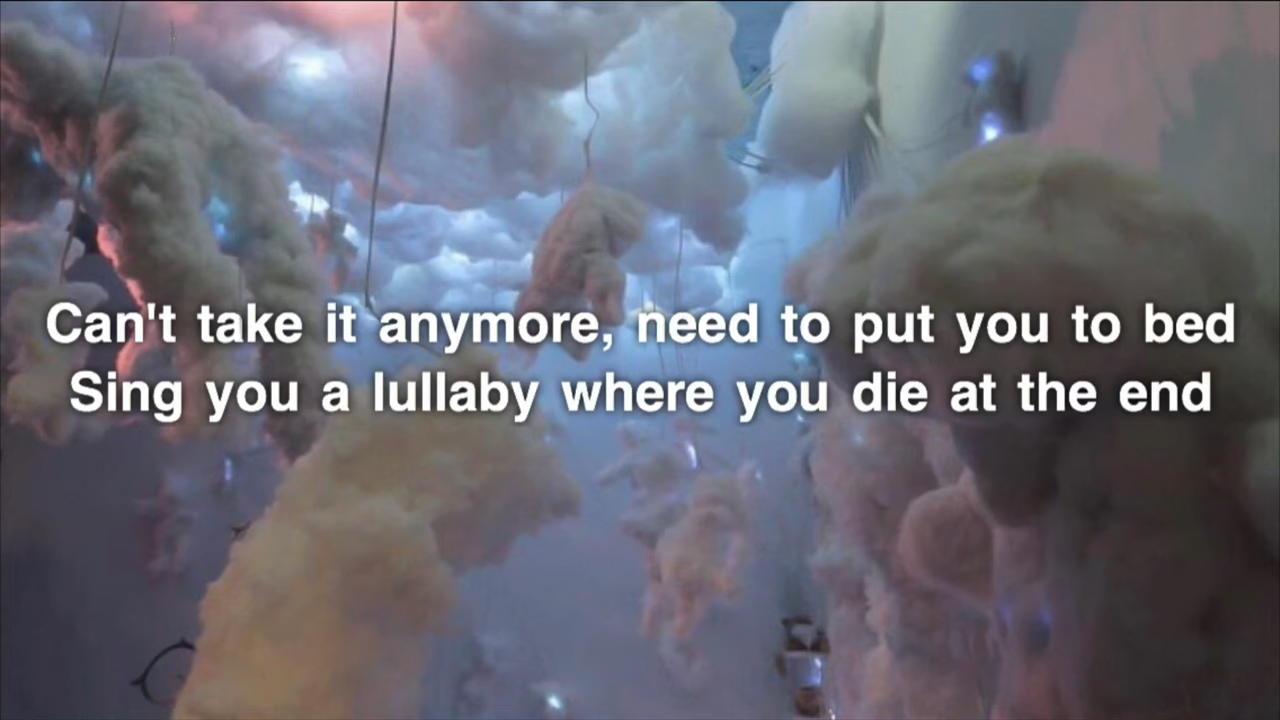 Can't take it anymore, need to put you to bed
Sing you a lullaby where you die at the end